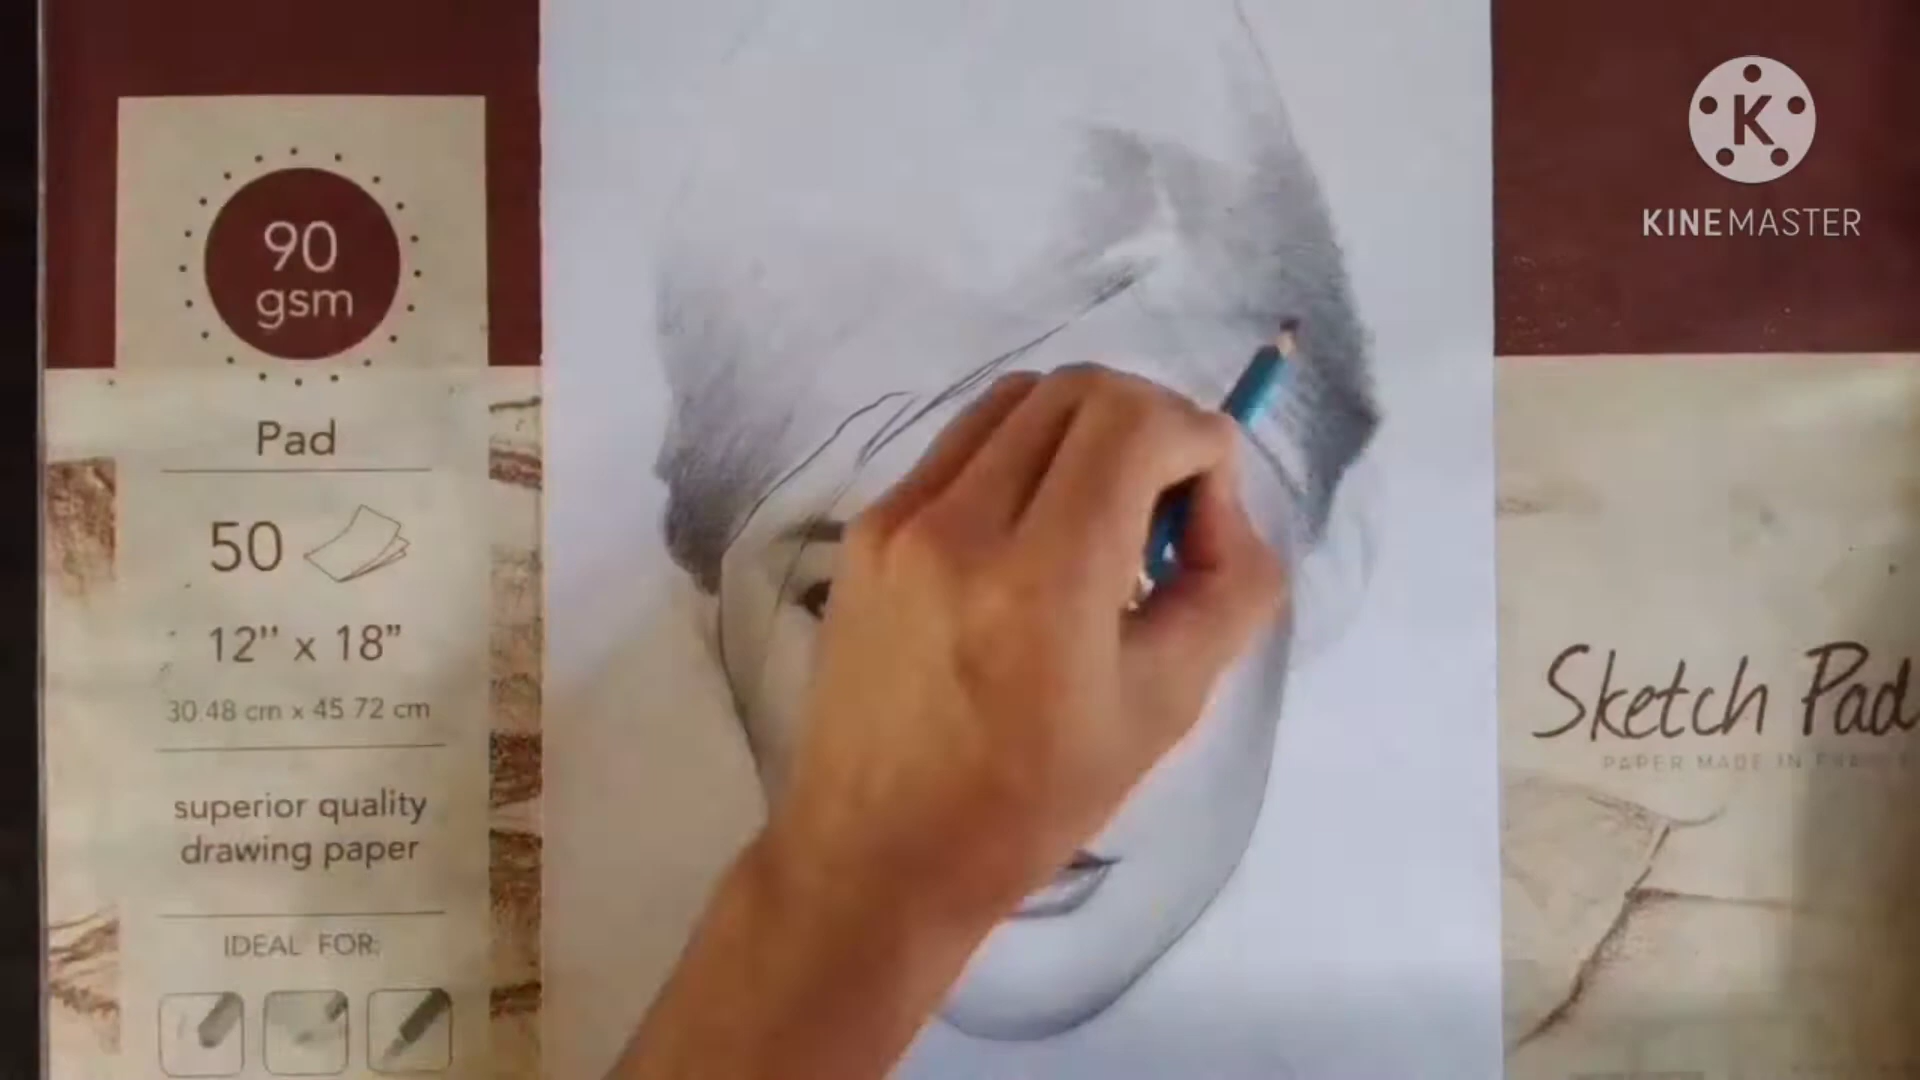 90
gsm
Pad
50
12" x 18"
30.48 cm x 45.72 cm
superior quality
drawing paper
IDEAL FOR:
K
KINEMASTER
Sketch Pad
PAPER MADE IN